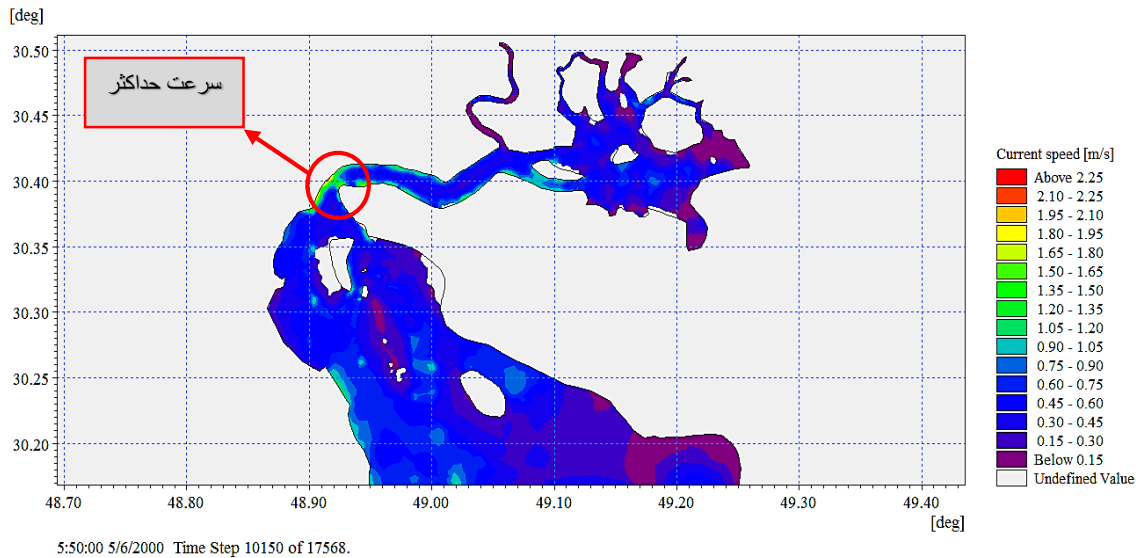 [deg]
30.50
سرعت حداکثر
30.45
30.40
30.35
30.30
30.25
30.20
Current speed [m/s]
Above 2.25
2.10 - 2.25
1.95 - 2.10
1.80 - 1.95
1.65 - 1.80
1.50 - 1.65
1.35 - 1.50
1.20 - 1.35
1.05 - 1.20
0.90 - 1.05
0.75 - 0.90
0.60 - 0.75
0.45 - 0.60
0.30 - 0.45
0.15 - 0.30
Below 0.15
Undefined Value
48.70 48.80 48.90 49.00 49.10 49.20 49.30 49.40
[deg]
5:50:00 5/6/2000 Time Step 10150 of 17568.